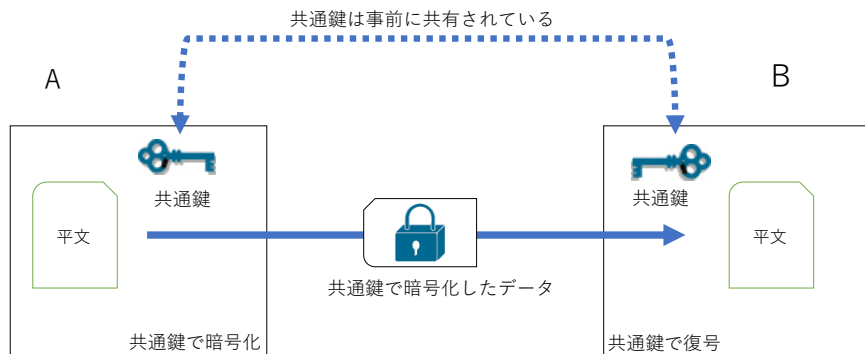 共通鍵は事前に共有されている
A
B
共通鍵
共通鍵
平文
平文
共通鍵で暗号化したデータ
共通鍵で暗号化
共通鍵で復号